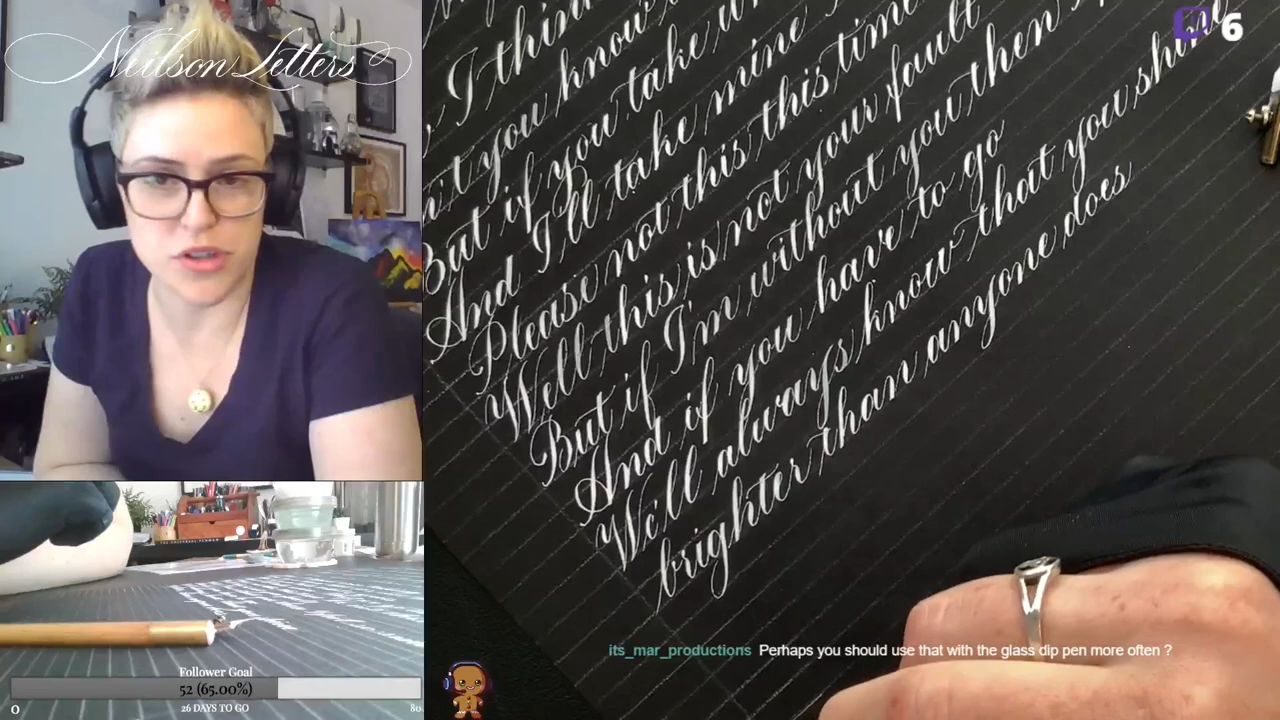 Neilson Letters
6
I thin
n't you know
But if you take
And I'll take mine
Please not this this time
Well this is not your fault
But if I'm without you then
And if you have to go
We'll always know that you shine
brighter than anyone does
its_mar_productions Perhaps you should use that with the glass dip pen more often ?
Follower Goal
52 (65.00%)
0 26 DAYS TO GO 80